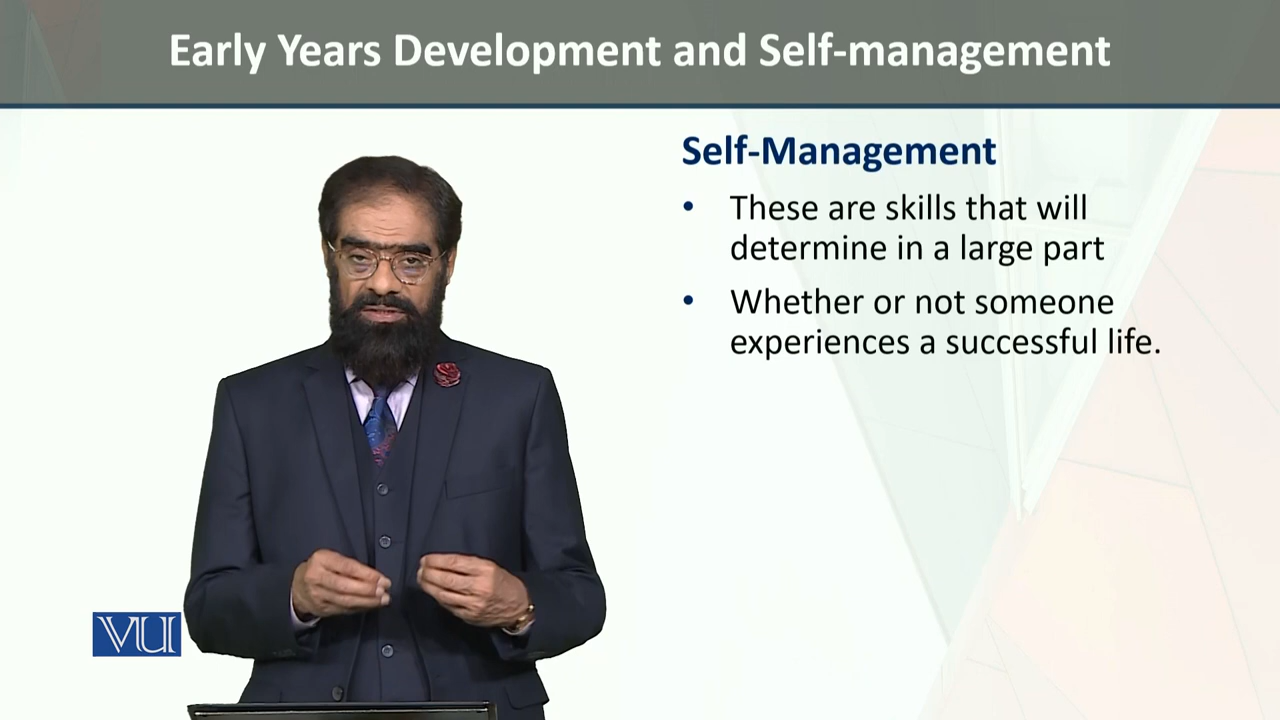 Early Years Development and Self-management
Self-Management
• These are skills that will
determine in a large part
• Whether or not someone
experiences a successful life.
VU